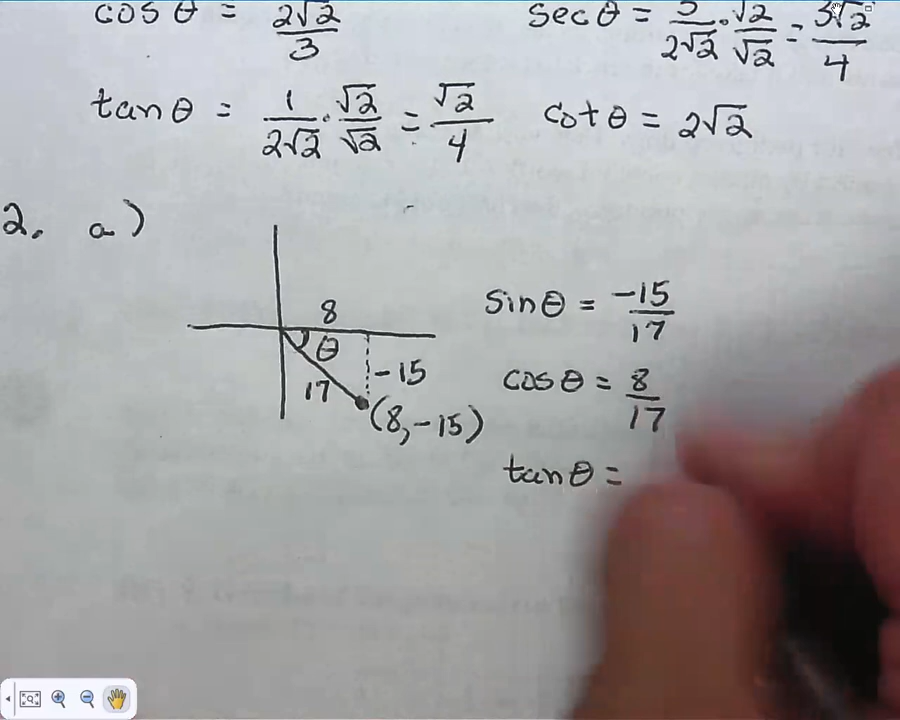 cos θ = 2√2/3
sec θ = 3/2√2 · √2/√2 = 3√2/4
tan θ = 1/2√2 · √2/√2 = √2/4
cot θ = 2√2
2. a)
8
θ
-15
17
(8, -15)
sin θ = -15/17
cos θ = 8/17
tan θ =